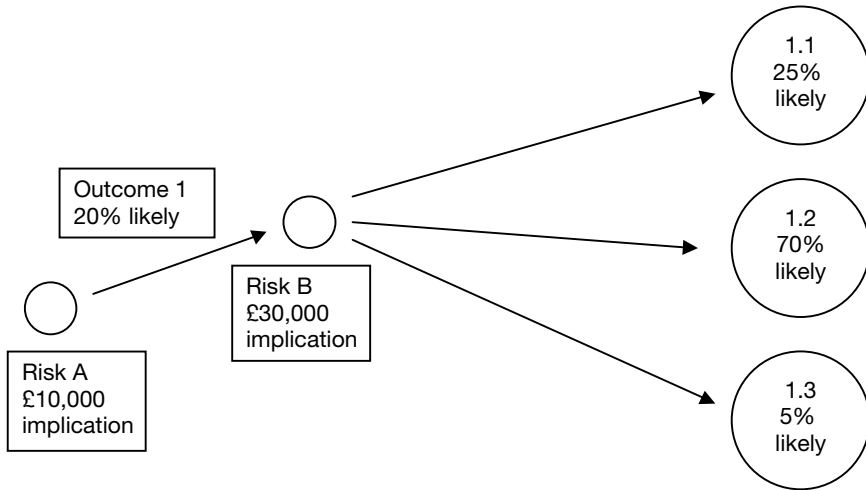 Outcome 1
20% likely
Risk A
£10,000
implication
Risk B
£30,000
implication
1.1
25%
likely
1.2
70%
likely
1.3
5%
likely